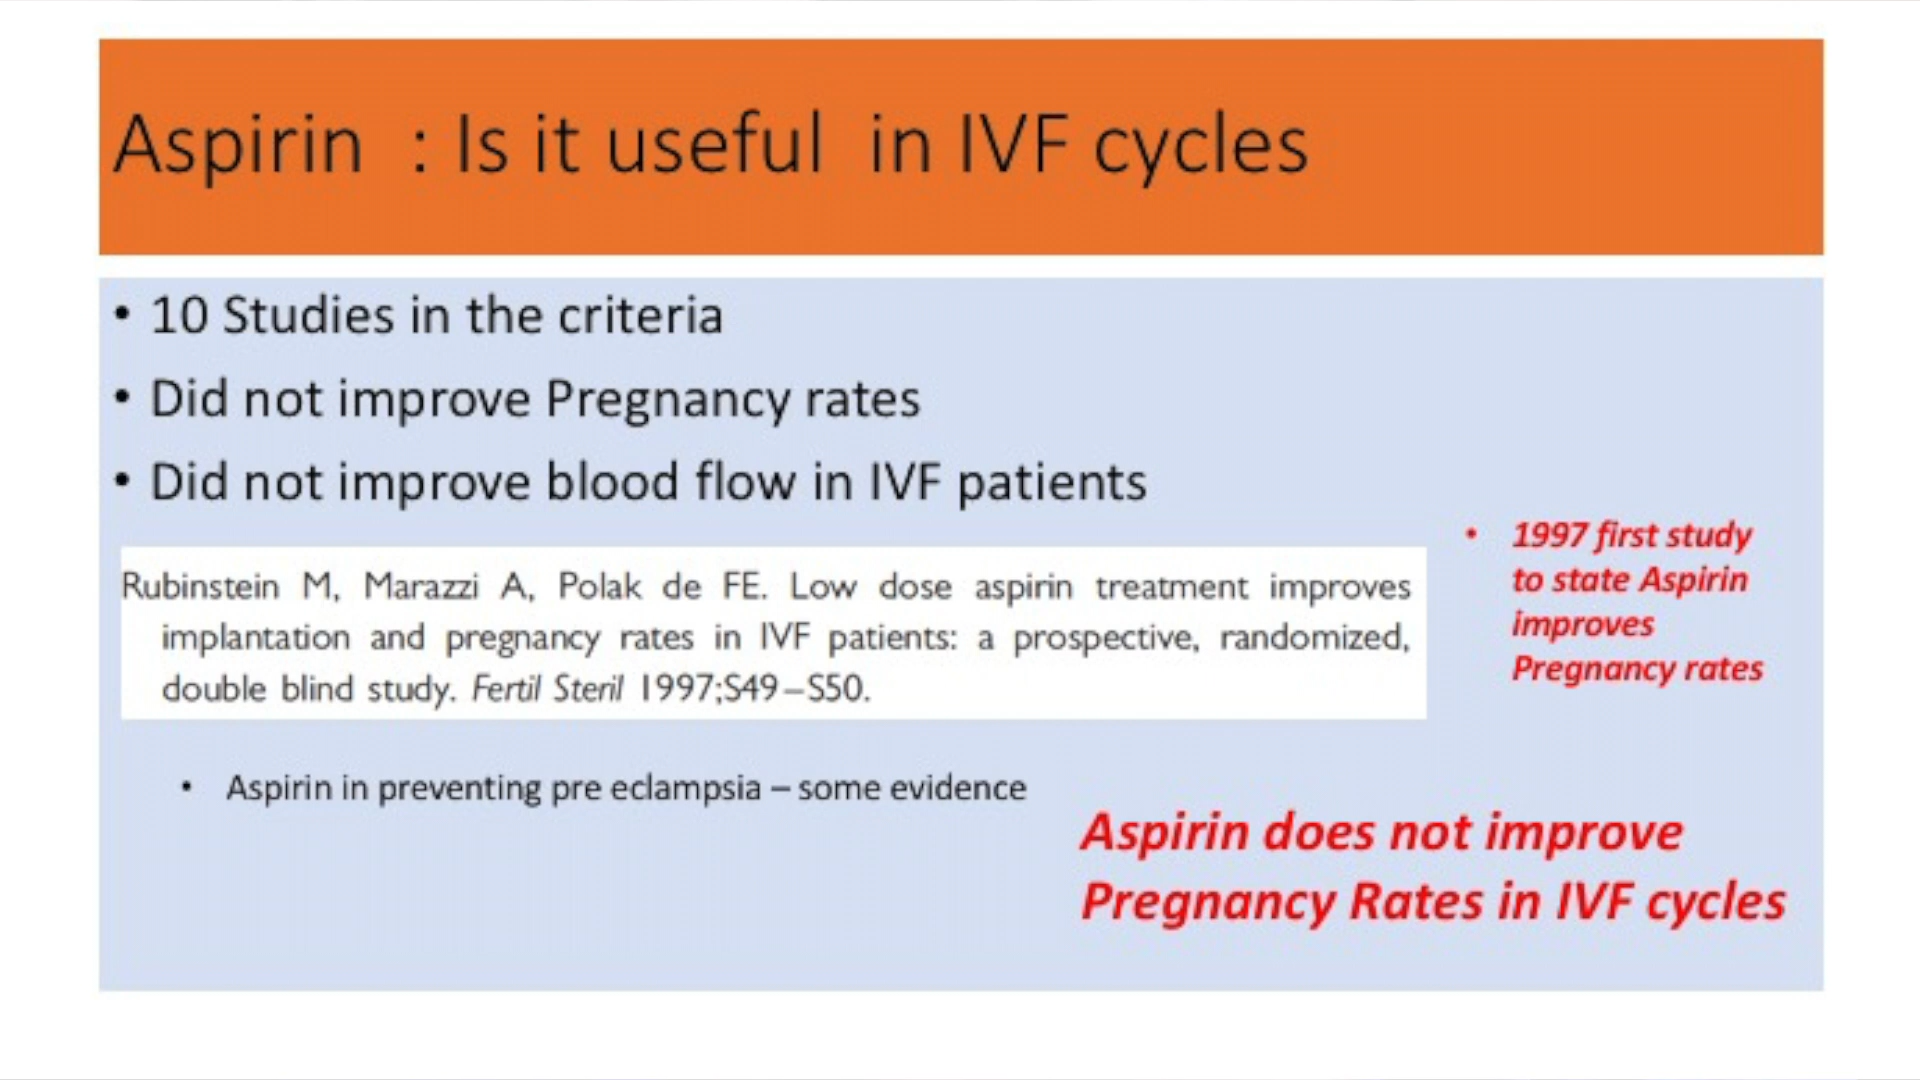 Aspirin : Is it useful in IVF cycles
• 10 Studies in the criteria
• Did not improve Pregnancy rates
• Did not improve blood flow in IVF patients
Rubinstein M, Marazzi A, Polak de FE. Low dose aspirin treatment improves
implantation and pregnancy rates in IVF patients: a prospective, randomized,
double blind study. Fertil Steril 1997;S49–S50.
• 1997 first study
to state Aspirin
improves
Pregnancy rates
• Aspirin in preventing pre eclampsia – some evidence
Aspirin does not improve
Pregnancy Rates in IVF cycles